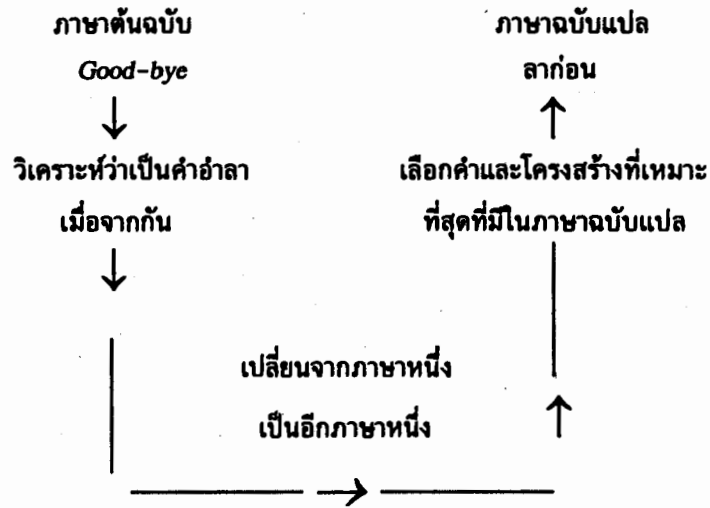 ภาษาต้นฉบับ
Good-bye
วิเคราะห์ว่าเป็นคำอำลา
เมื่อจากกัน
เปลี่ยนจากภาษาหนึ่ง
เป็นอีกภาษาหนึ่ง
เลือกคำและโครงสร้างที่เหมาะ
ที่สุดที่มีในภาษาฉบับแปล
ภาษาฉบับแปล
ลาก่อน